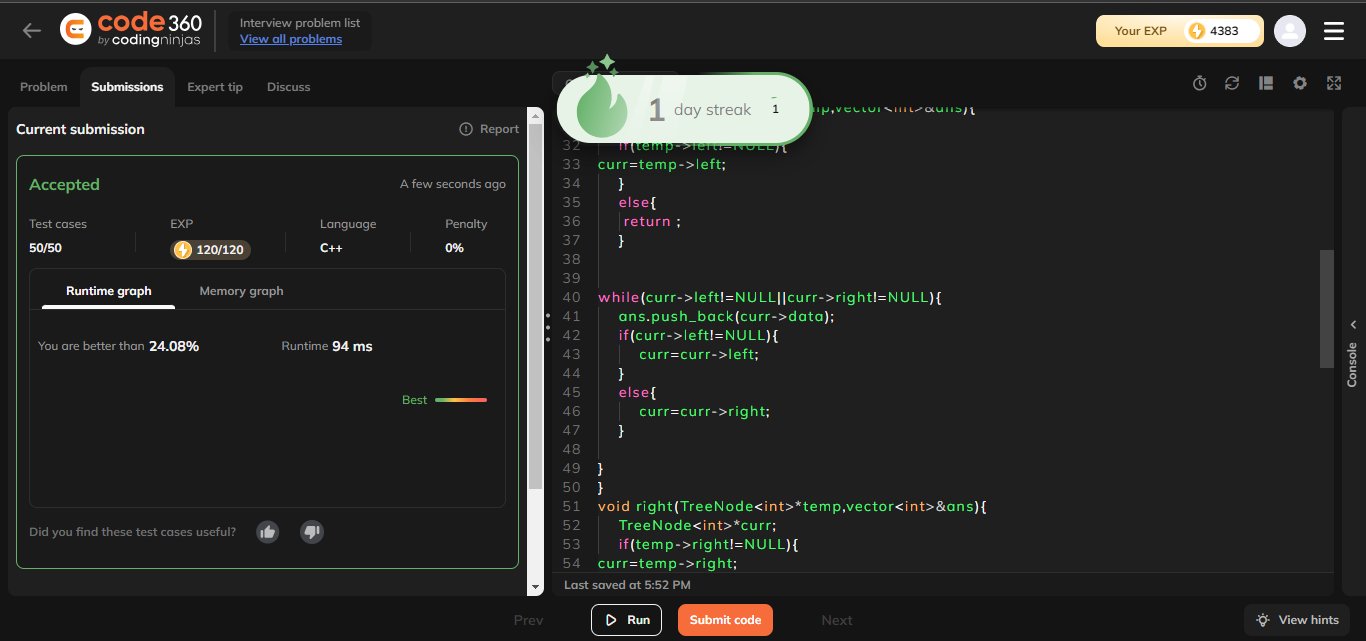 code 360
by codingninjas
Interview problem list
View all problems
Your EXP
4383
Problem
Submissions
Expert tip
Discuss
1 day streak 1
Current submission
Report
Accepted
A few seconds ago
Test cases
50/50
EXP
120/120
Language
C++
Penalty
0%
Runtime graph
Memory graph
You are better than 24.08%
Runtime 94 ms
Best
Did you find these test cases useful?
mp,vector<int>&ans){
32 if(temp->left!=NULL){
33 curr=temp->left;
34 }
35 else{
36 return ;
37 }
38
39
40 while(curr->left!=NULL||curr->right!=NULL){
41 ans.push_back(curr->data);
42 if(curr->left!=NULL){
43 curr=curr->left;
44 }
45 else{
46 curr=curr->right;
47 }
48
49 }
50 }
51 void right(TreeNode<int>*temp,vector<int>&ans){
52 TreeNode<int>*curr;
53 if(temp->right!=NULL){
54 curr=temp->right;
Last saved at 5:52 PM
Console
Prev
Run
Submit code
Next
View hints